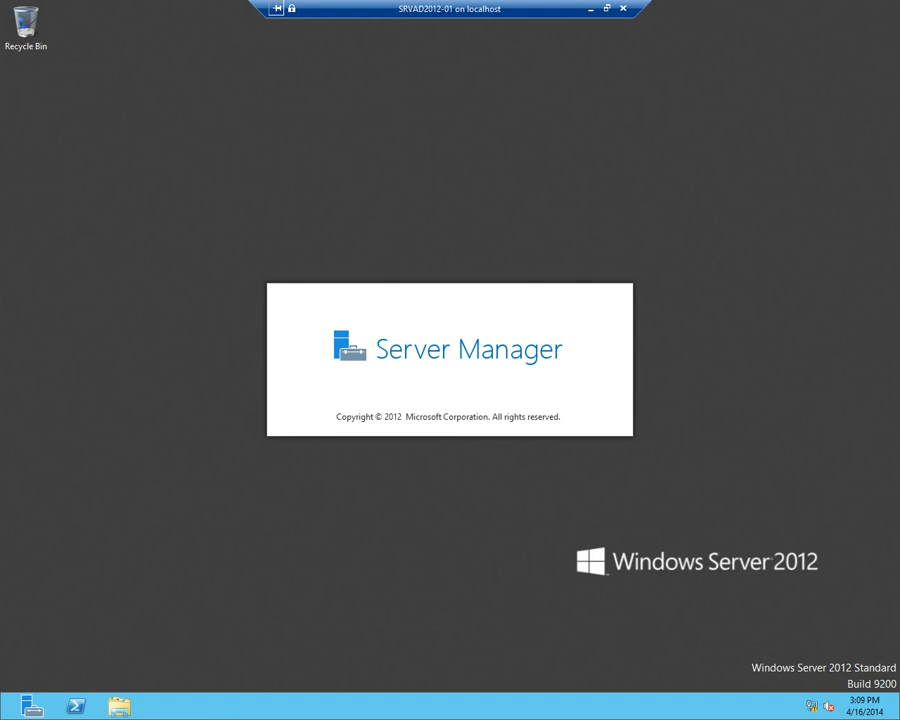 SRVAD2012-01 on localhost
Recycle Bin
Server Manager
Copyright © 2012 Microsoft Corporation. All rights reserved.
Windows Server 2012
Windows Server 2012 Standard
Build 9200
3:09 PM
4/16/2014